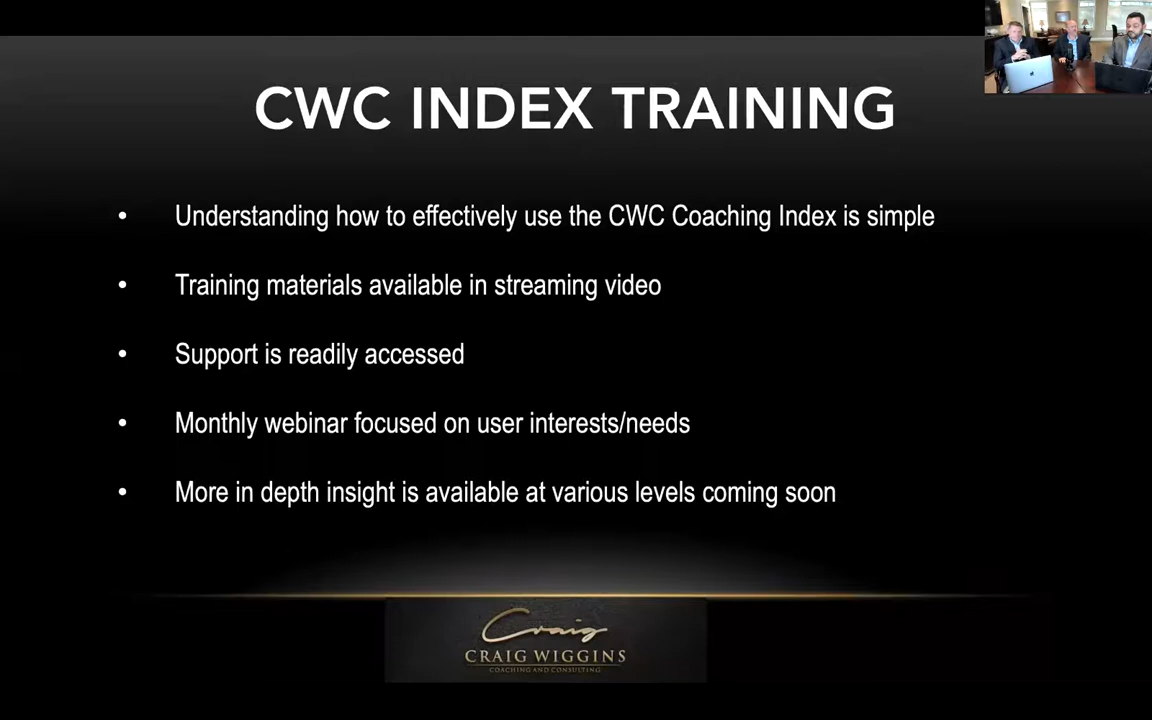 CWC INDEX TRAINING
• Understanding how to effectively use the CWC Coaching Index is simple
• Training materials available in streaming video
• Support is readily accessed
• Monthly webinar focused on user interests/needs
• More in depth insight is available at various levels coming soon
Craig
CRAIG WIGGINS
COACHING AND CONSULTING